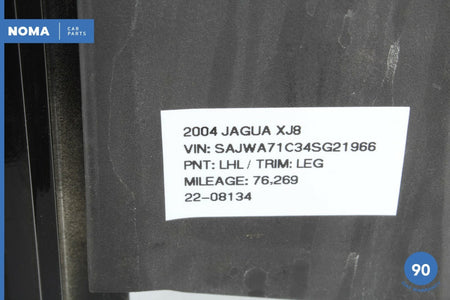 NOMA CAR
PARTS
2004 JAGUA XJ8
VIN: SAJWA71C34SG21966
PNT: LHL / TRIM: LEG
MILEAGE: 76,269
22-08134
90